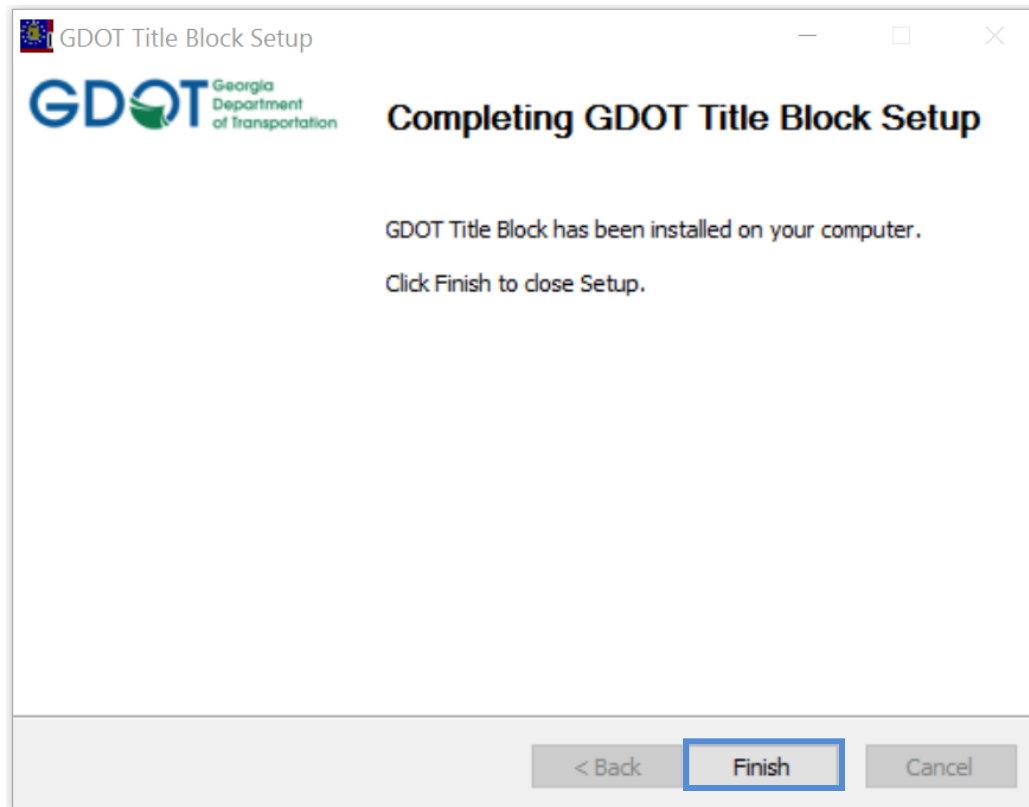 GDOT Title Block Setup
GDOT
Georgia
Department
of Transportation
Completing GDOT Title Block Setup
GDOT Title Block has been installed on your computer.
Click Finish to close Setup.
< Back
Finish
Cancel